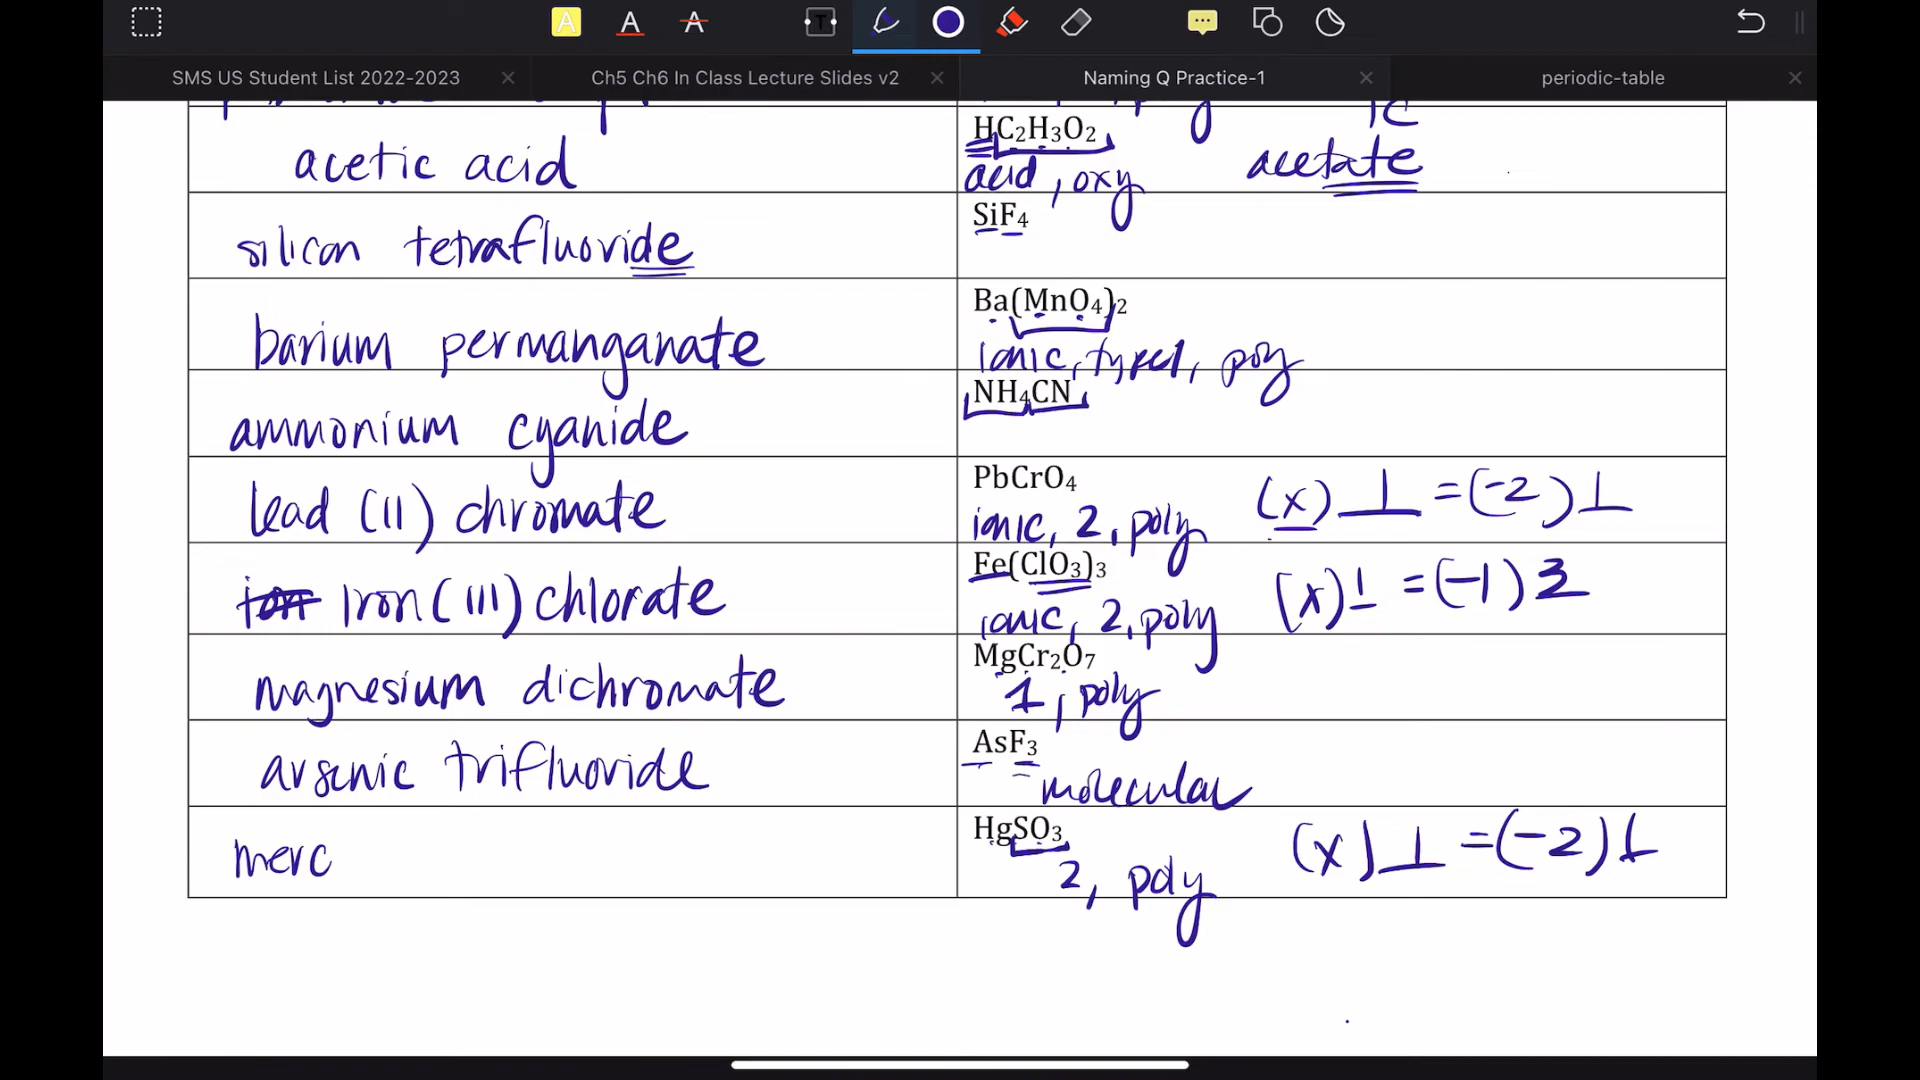 SMS US Student List 2022-2023 Ch5 Ch6 In Class Lecture Slides v2 Naming Q Practice-1 periodic-table
acetic acid
HC2H3O2
acid, oxy acetate
silicon tetrafluoride
SiF4
barium permanganate
Ba(MnO4)2
ionic, type1, poly
ammonium cyanide
NH4CN
lead (II) chromate
PbCrO4 (x) 1 = (-2) 1
ionic, 2, poly
Iron (III) chlorate
Fe(ClO3)3 (x) 1 = (-1) 3
ionic, 2, poly
magnesium dichromate
MgCr2O7
1, poly
arsenic trifluoride
AsF3
molecular
merc
HgSO3 (x) 1 = (-2) 1
2, poly